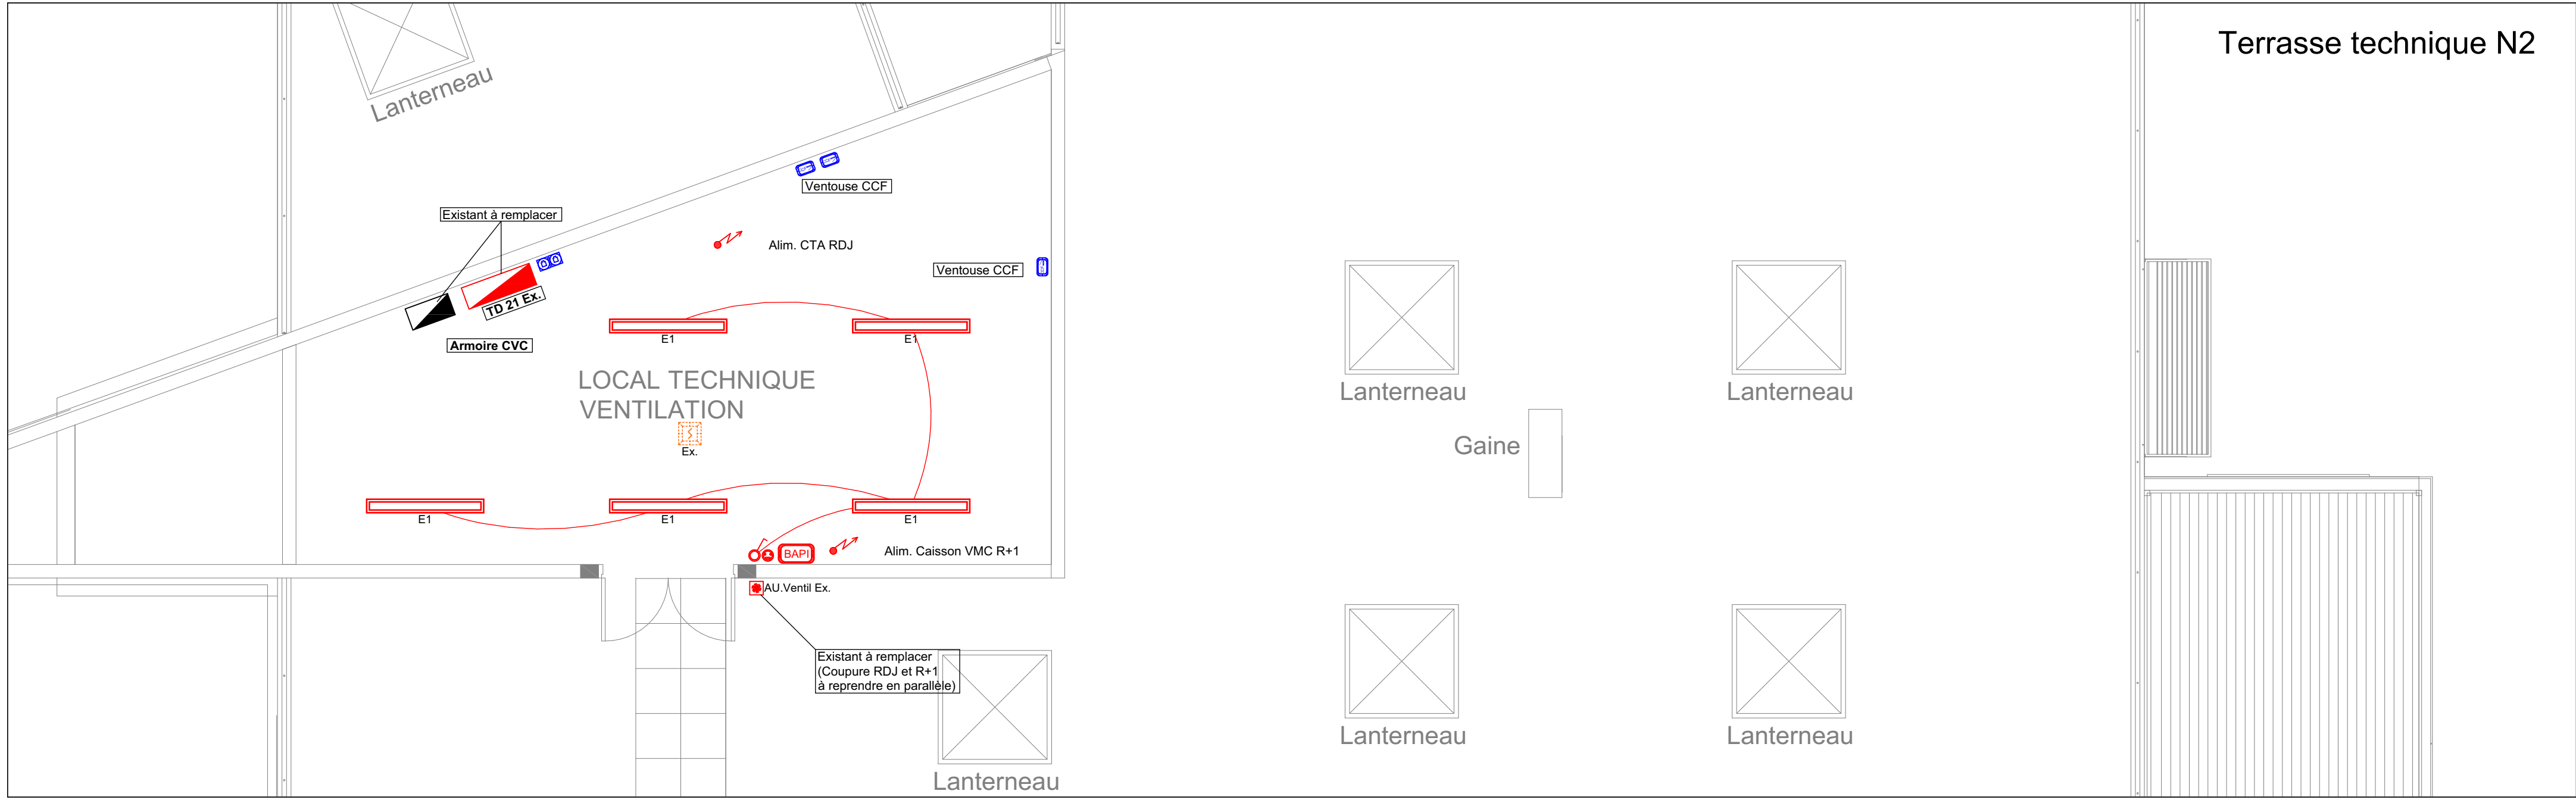 Terrasse technique N2
Lanterneau
Ventouse CCF
Existant à remplacer
Alim. CTA RDJ
Ventouse CCF
TD 21 Ex.
Armoire CVC
E1
E1
LOCAL TECHNIQUE
VENTILATION
Ex.
Lanterneau
Lanterneau
Gaine
E1
E1
E1
BAPI
Alim. Caisson VMC R+1
AU.Ventil Ex.
Existant à remplacer
(Coupure RDJ et R+1
à reprendre en parallèle)
Lanterneau
Lanterneau
Lanterneau